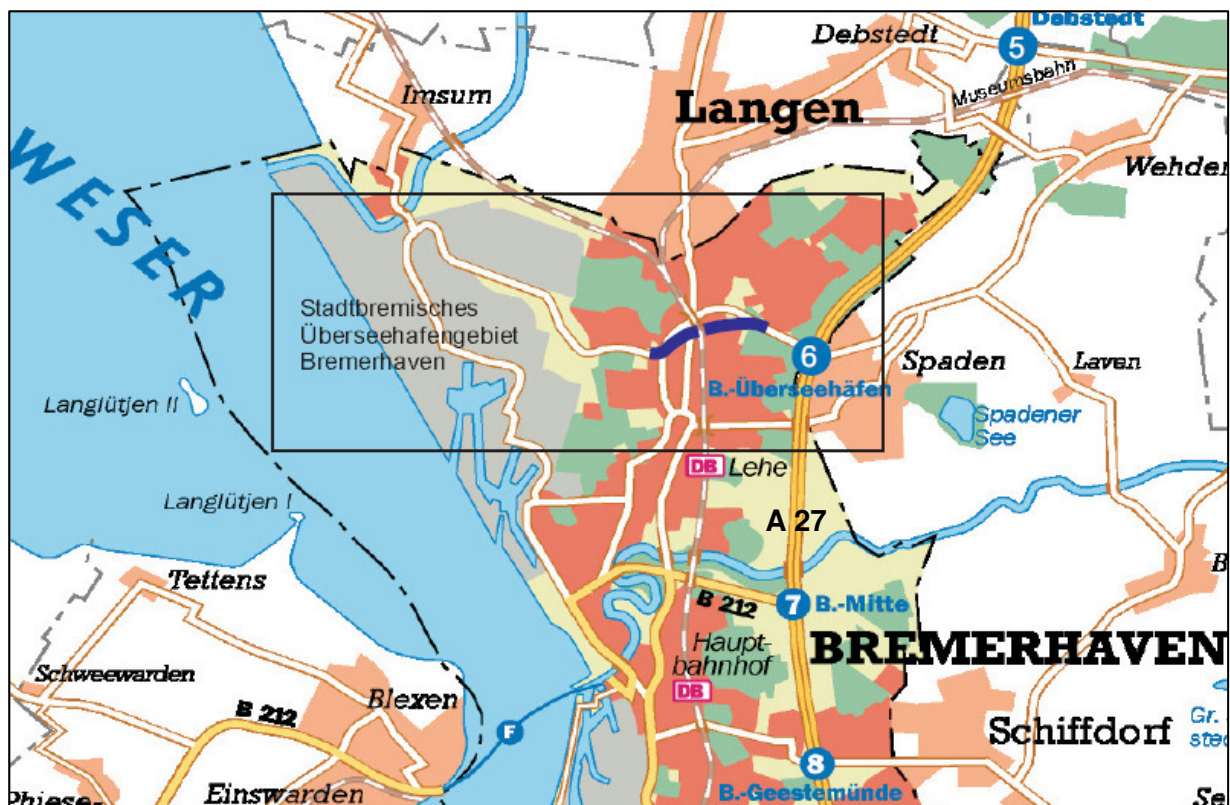 Debstedt
5
Debstedt
Museumsbahn
Imsum
Langen
Wehden
WESER
Stadtbremisches
Überseehafengebiet
Bremerhaven
6
Spaden
Laven
B.-Überseehäfen
Langlütjen II
Spadener
See
DB Lehe
Langlütjen I
A 27
Tettens
B 212
7 B.-Mitte
Haupt-
bahnhof
DB
BREMERHAVEN
Schweewarden
Blexen
B 212
F
Schiffdorf
Gr.
8
Einswarden
B.-Geestemünde
Phiese-